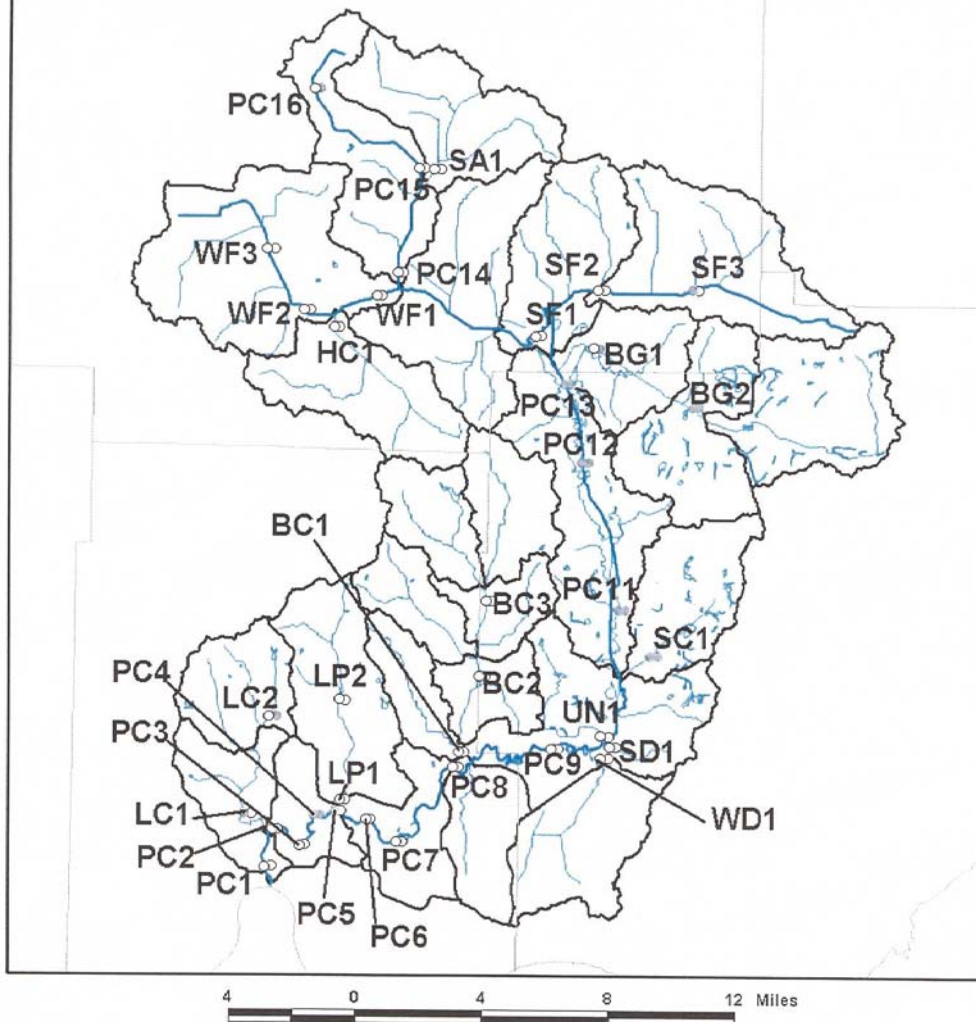 PC16
SA1
PC15
WF3
PC14
SF2
SF3
WF2
WF1
SF1
HC1
BG1
BG2
PC13
PC12
BC1
BC3
PC11
SC1
PC4
LC2
LP2
BC2
PC3
UN1
PC9
SD1
PC8
LP1
LC1
WD1
PC2
PC7
PC1
PC5
PC6
4 0 4 8 12 Miles